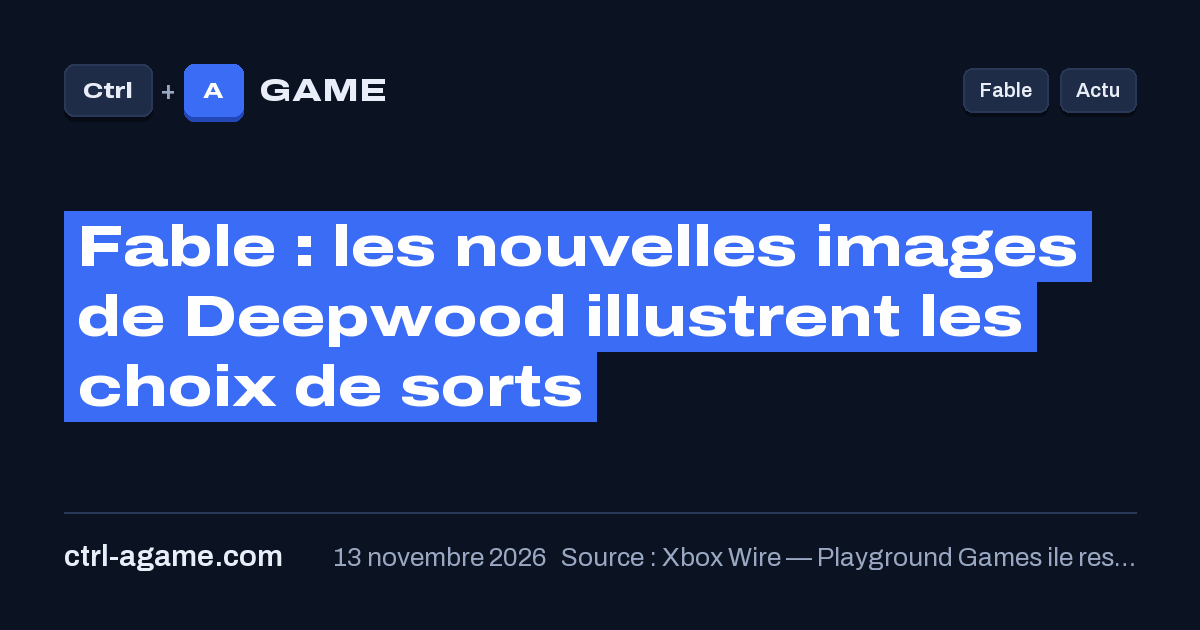 Ctrl + A GAME
Fable Actu
Fable : les nouvelles images
de Deepwood illustrent les
choix de sorts
ctrl-agame.com 13 novembre 2026 Source : Xbox Wire — Playground Games ile res…